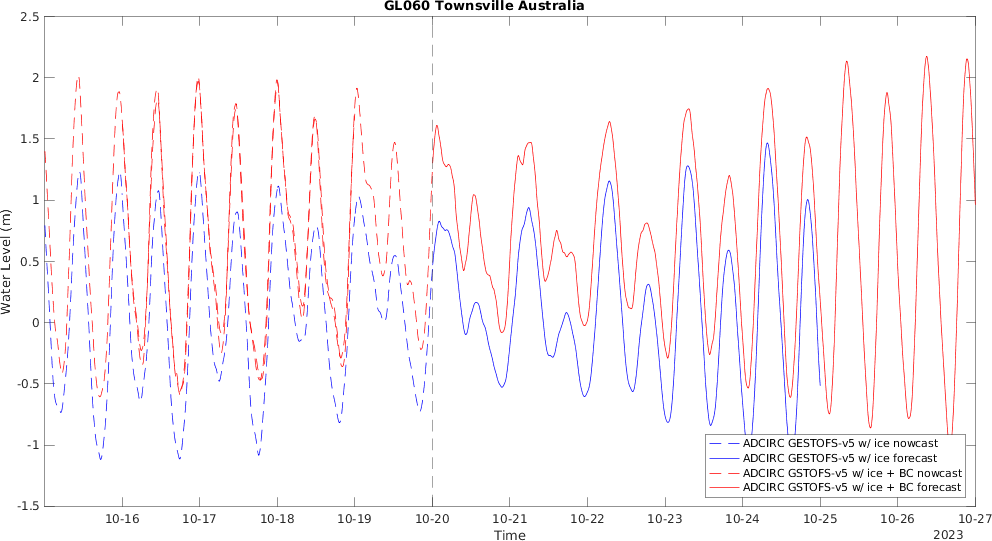 GL060 Townsville Australia
2.5
2
1.5
1
0.5
0
-0.5
-1
-1.5
Water Level (m)
ADCIRC GESTOFS-v5 w/ ice nowcast
ADCIRC GESTOFS-v5 w/ ice forecast
ADCIRC GSTOFS-v5 w/ ice + BC nowcast
ADCIRC GSTOFS-v5 w/ ice + BC forecast
10-16 10-17 10-18 10-19 10-20 10-21 10-22 10-23 10-24 10-25 10-26 10-27
Time
2023